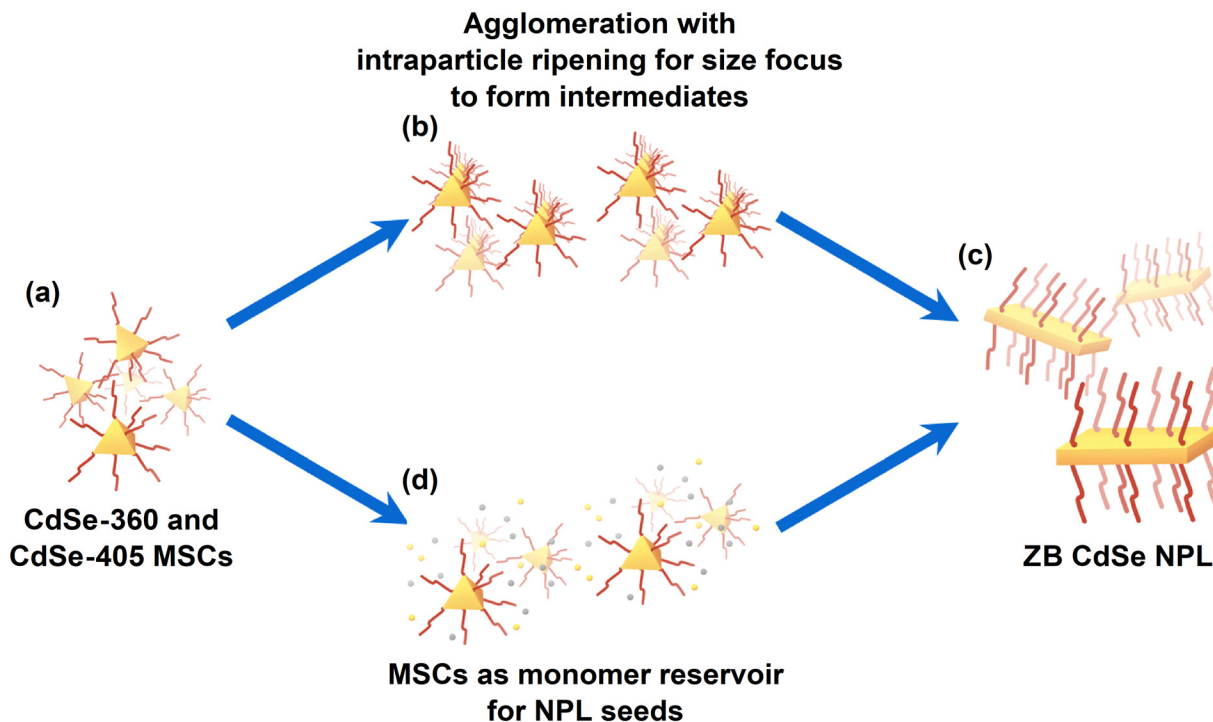 Agglomeration with
intraparticle ripening for size focus
to form intermediates
(b)
(a)
(c)
CdSe-360 and
CdSe-405 MSCs
(d)
ZB CdSe NPL
MSCs as monomer reservoir
for NPL seeds